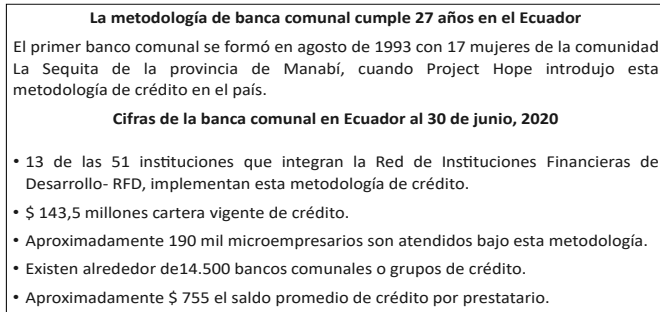 La metodología de banca comunal cumple 27 años en el Ecuador
El primer banco comunal se formó en agosto de 1993 con 17 mujeres de la comunidad
La Sequita de la provincia de Manabí, cuando Project Hope introdujo esta
metodología de crédito en el país.
Cifras de la banca comunal en Ecuador al 30 de junio, 2020
• 13 de las 51 instituciones que integran la Red de Instituciones Financieras de
Desarrollo- RFD, implementan esta metodología de crédito.
• $ 143,5 millones cartera vigente de crédito.
• Aproximadamente 190 mil microempresarios son atendidos bajo esta metodología.
• Existen alrededor de14.500 bancos comunales o grupos de crédito.
• Aproximadamente $ 755 el saldo promedio de crédito por prestatario.